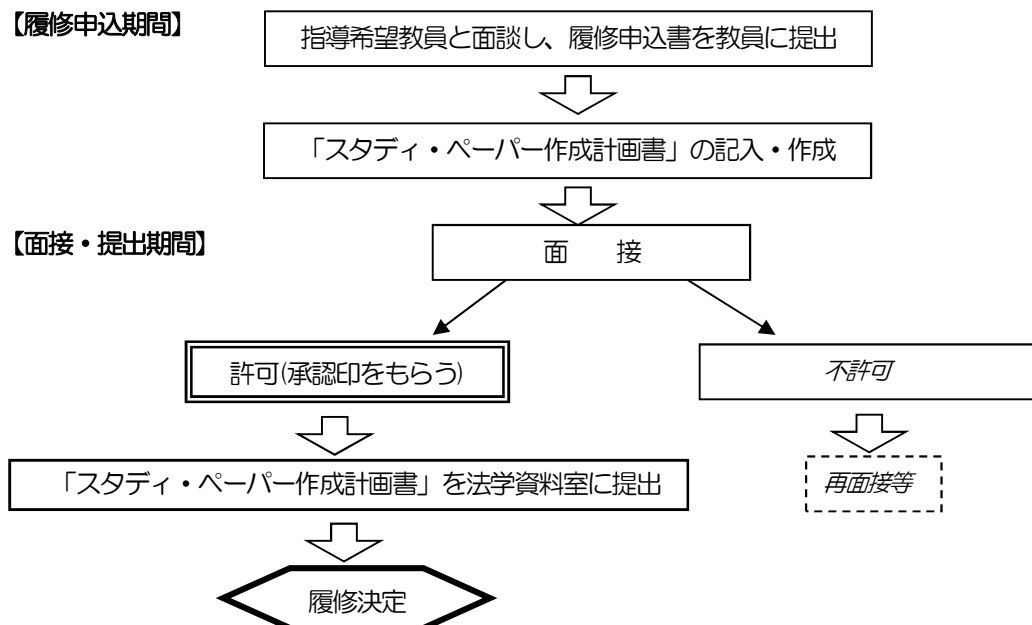 【履修申込期間】
指導希望教員と面談し、履修申込書を教員に提出
「スタディ・ペーパー作成計画書」の記入・作成
【面接・提出期間】
面　接
許可(承認印をもらう)
不許可
「スタディ・ペーパー作成計画書」を法学資料室に提出
再面接等
履修決定